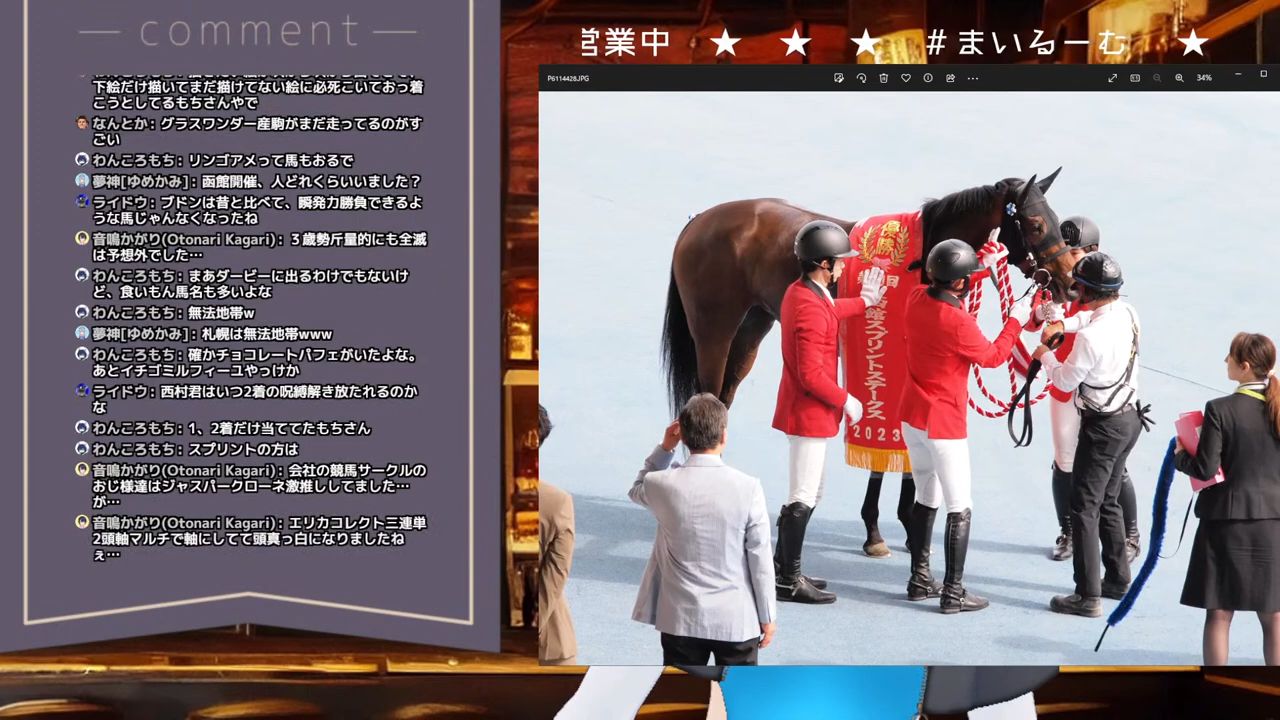 comment
下絵だけ描いてまだ描けてない絵に必死こいておっ着
こうとしてるもちさんやで
なんとか: グラスワンダー産駒がまだ走ってるのがす
ごい
わんころもち: リンゴアメって馬もおるで
夢神[ゆめかみ]: 函館開催、人どれくらいいました？
ライドウ: ブドンは昔と比べて、瞬発力勝負できるよ
うな馬じゃんなくなったね
音鳴かがり(Otonari Kagari): ３歳勢斤量的にも全滅
は予想外でした…
わんころもち: まあダービーに出るわけでもないけ
ど、食いもん馬名も多いよな
わんころもち: 無法地帯w
夢神[ゆめかみ]: 札幌は無法地帯www
わんころもち: 確かチョコレートパフェがいたよな。
あとイチゴミルフィーユやっけか
ライドウ: 西村君はいつ2着の呪縛解き放たれるのか
な
わんころもち: 1、2着だけ当ててたもちさん
わんころもち: スプリントの方は
音鳴かがり(Otonari Kagari): 会社の競馬サークルの
おじ様達はジャスパークローネ激推ししてました…
が…
音鳴かがり(Otonari Kagari): エリカコレクト三連単
2頭軸マルチで軸にしてて頭真っ白になりましたね
ぇ…
営業中 ★ ★ ★ #まいるーむ ★
P6114428.JPG
34%
優勝
館スプリントステークス
2023